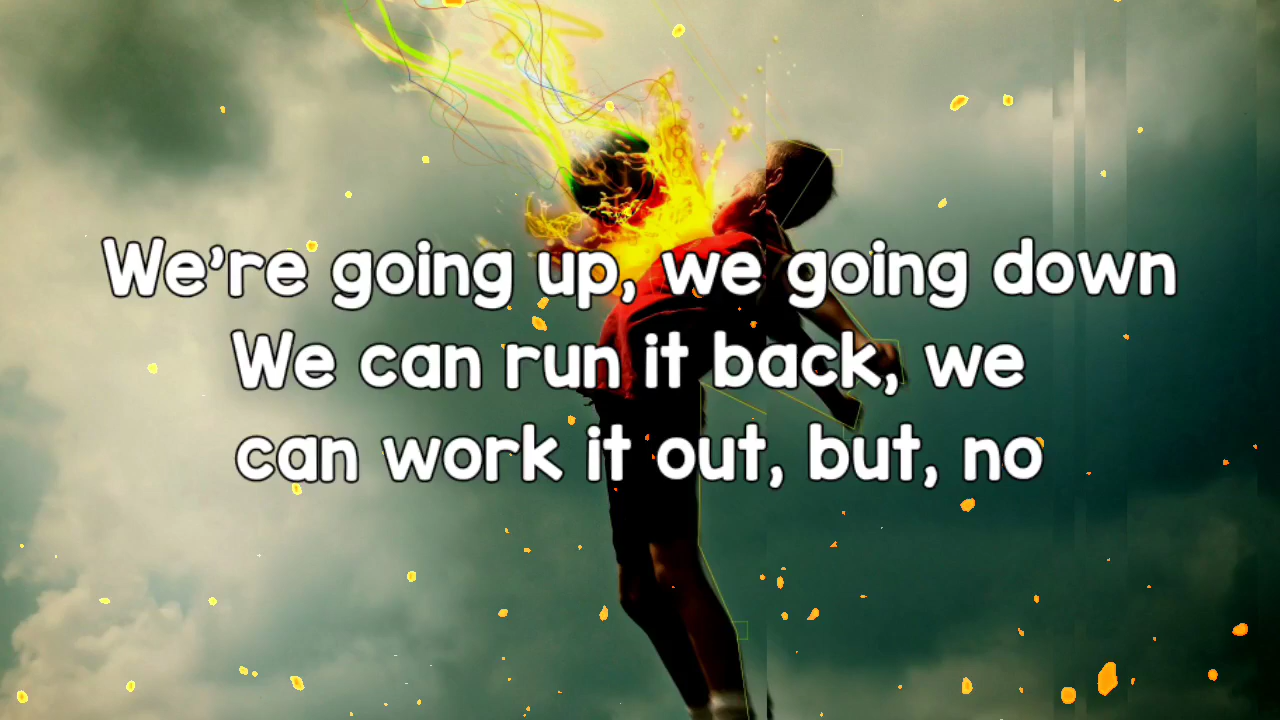 We're going up, we going down
We can run it back, we
can work it out, but, no